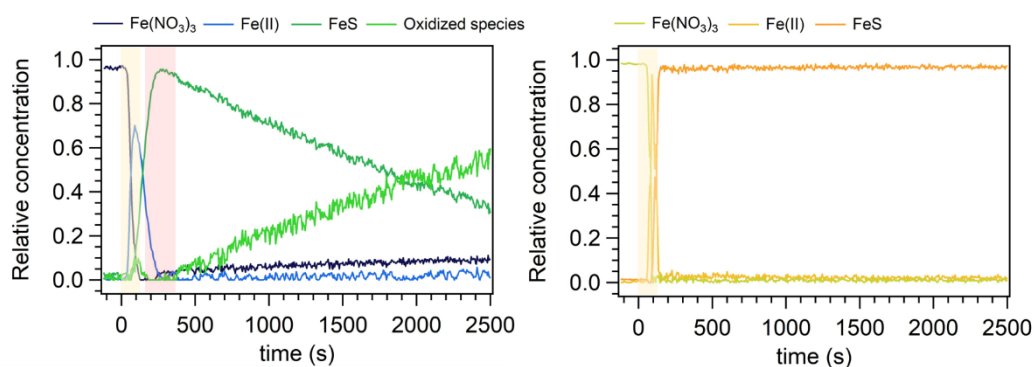 Fe(NO₃)₃ Fe(II) FeS Oxidized species
1.0
0.8
0.6
0.4
0.2
0.0
Relative concentration
0 500 1000 1500 2000 2500
time (s)
Fe(NO₃)₃ Fe(II) FeS
1.0
0.8
0.6
0.4
0.2
0.0
Relative concentration
0 500 1000 1500 2000 2500
time (s)